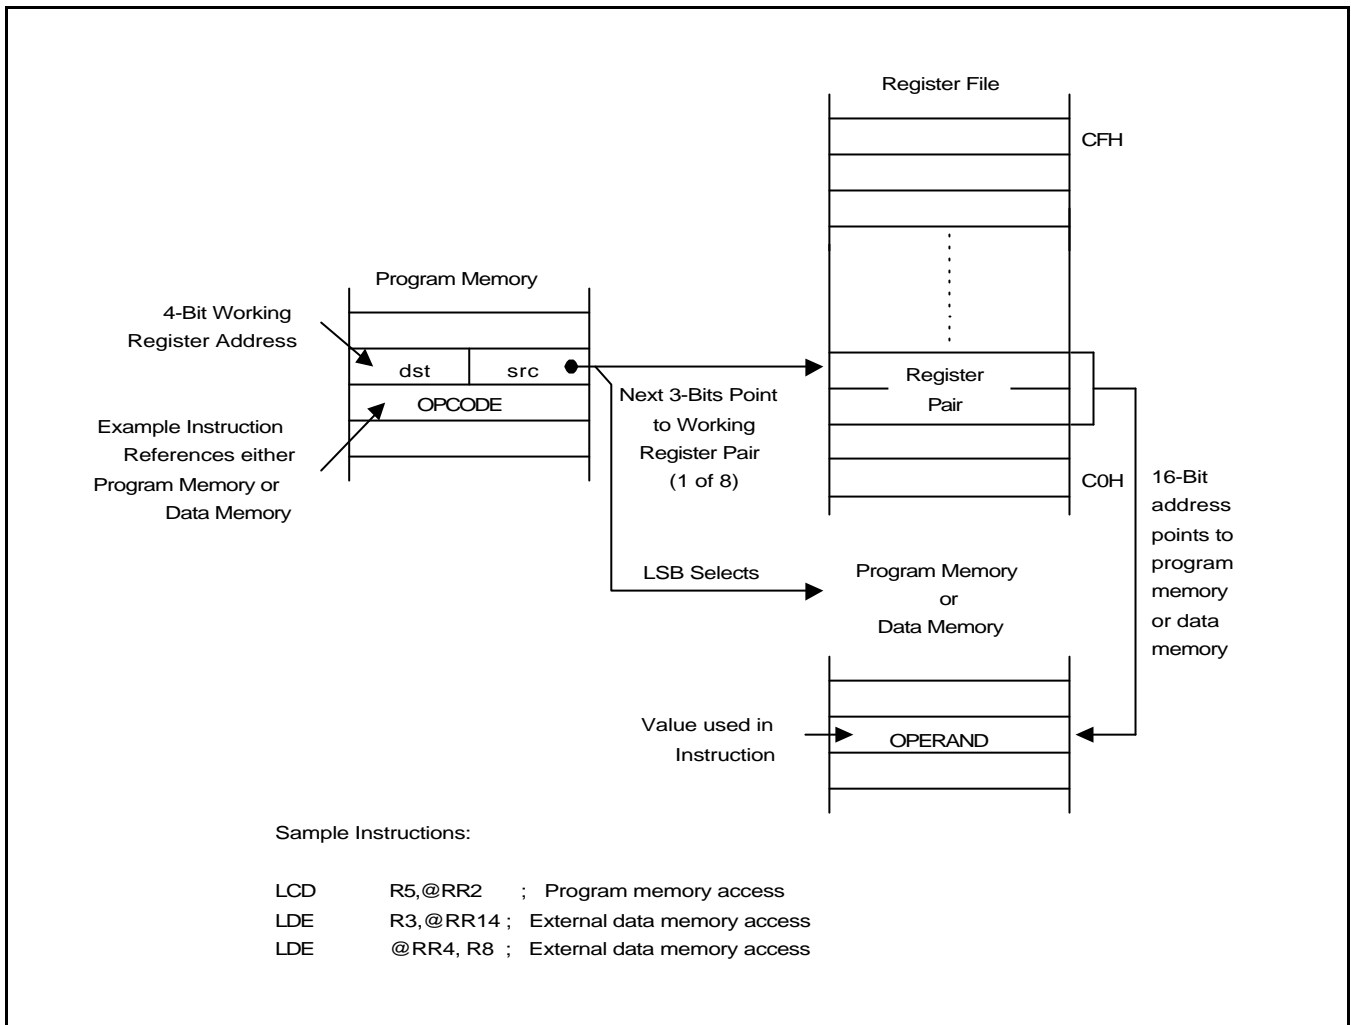 Register File
CFH
Program Memory
4-Bit Working
Register Address
dst src
OPCODE
Example Instruction
References either
Program Memory or
Data Memory
Next 3-Bits Point
to Working
Register Pair
(1 of 8)
Register
Pair
C0H
16-Bit
address
points to
program
memory
or data
memory
LSB Selects
Program Memory
or
Data Memory
Value used in
Instruction
OPERAND
Sample Instructions:
LCD R5,@RR2 ; Program memory access
LDE R3,@RR14 ; External data memory access
LDE @RR4, R8 ; External data memory access